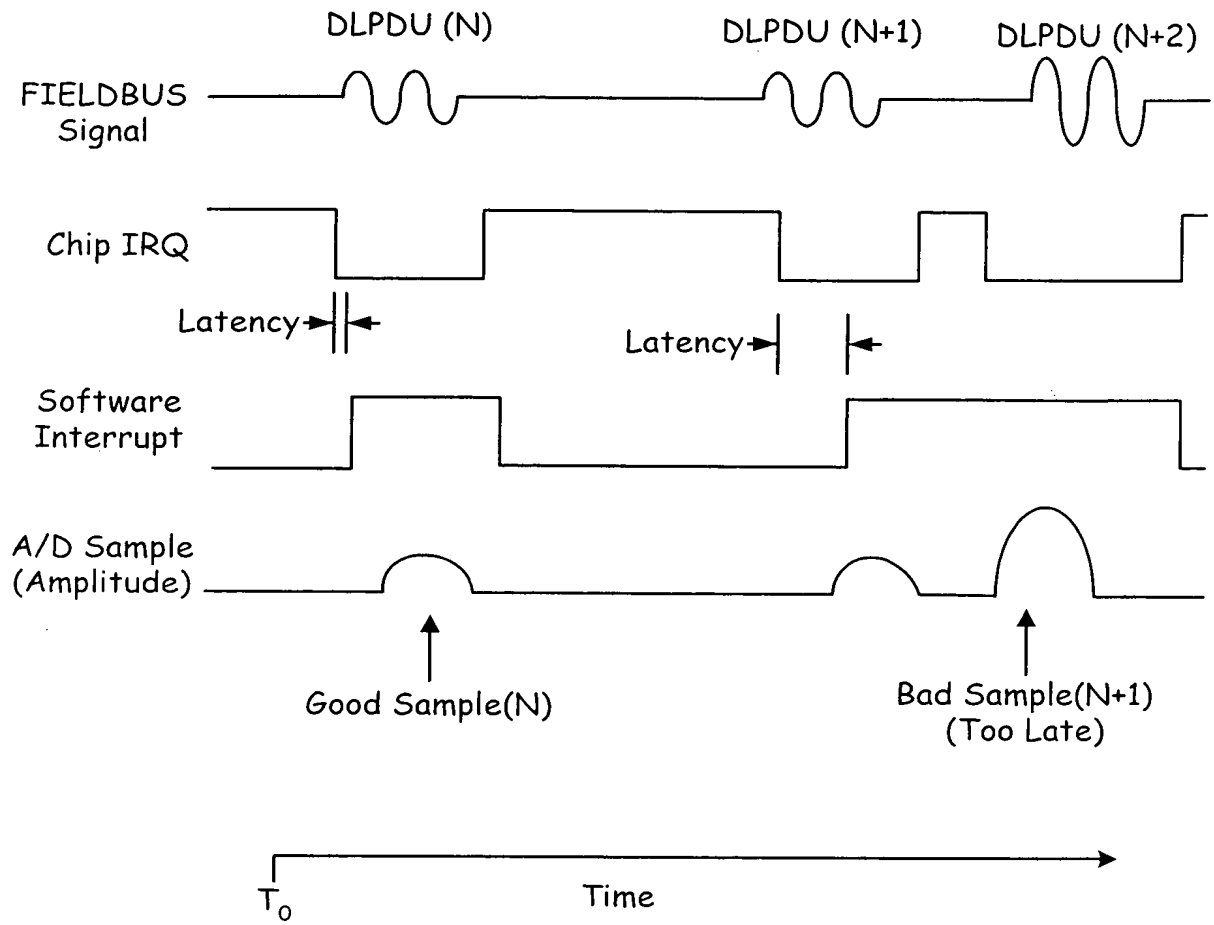 DLPDU (N)
DLPDU (N+1)
DLPDU (N+2)
FIELDBUS
Signal
Chip IRQ
Latency
Latency
Software
Interrupt
A/D Sample
(Amplitude)
Good Sample(N)
Bad Sample(N+1)
(Too Late)
T0
Time